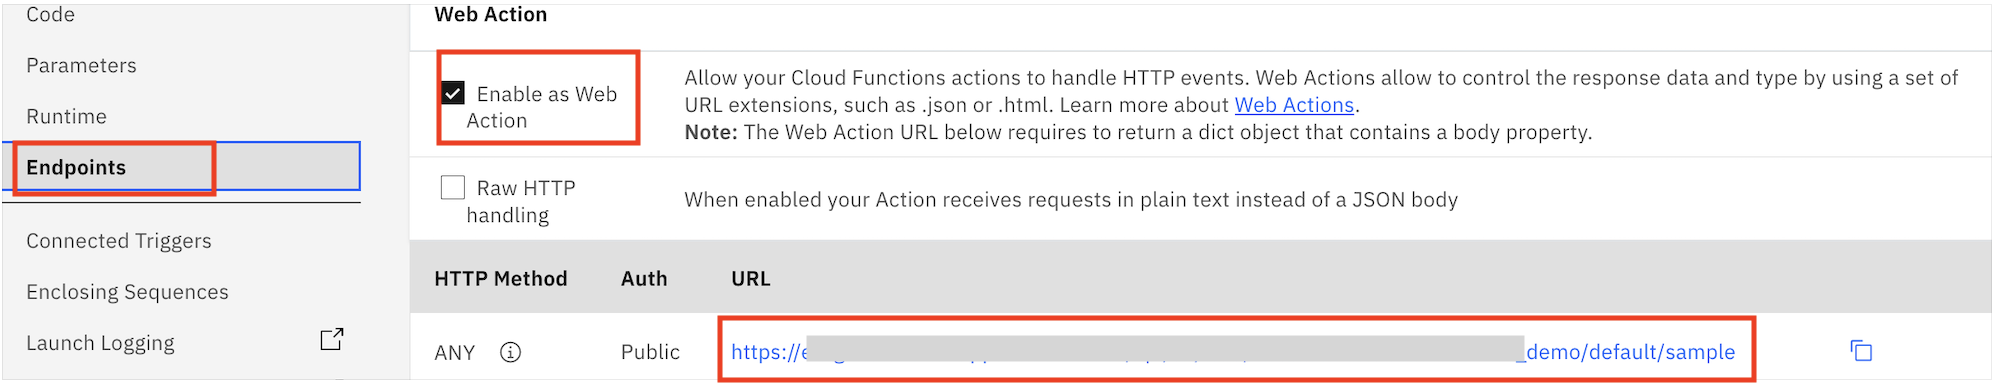 Code
Parameters
Runtime
Endpoints
Connected Triggers
Enclosing Sequences
Launch Logging
Web Action
Enable as Web
Action
Allow your Cloud Functions actions to handle HTTP events. Web Actions allow to control the response data and type by using a set of
URL extensions, such as .json or .html. Learn more about Web Actions.
Note: The Web Action URL below requires to return a dict object that contains a body property.
Raw HTTP
handling
When enabled your Action receives requests in plain text instead of a JSON body
HTTP Method Auth URL
ANY Public https:// _demo/default/sample